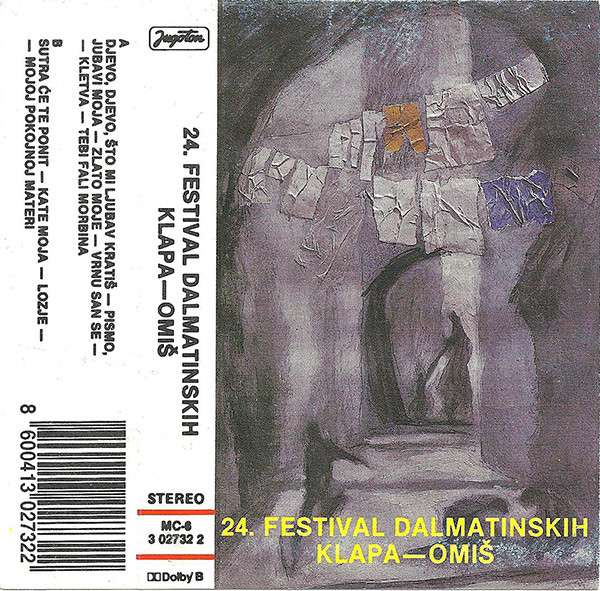 A
DJEVO, DJEVO, ŠTO MI LJUBAV KRATIŠ — PISMO,
JUBAVI MOJA — ZLATO MOJE — VRNU SAN SE —
— KLETVA — TEBI FALI MORBINA
B
SUTRA ĆE TE PONIT — KATE MOJA — LOZJE —
— MOJOJ POKOJNOJ MATERI
8 600413 027322
Jugoton
24. FESTIVAL DALMATINSKIH
KLAPA—OMIŠ
STEREO
MC-6
3 02732 2
Dolby B
24. FESTIVAL DALMATINSKIH
KLAPA—OMIŠ